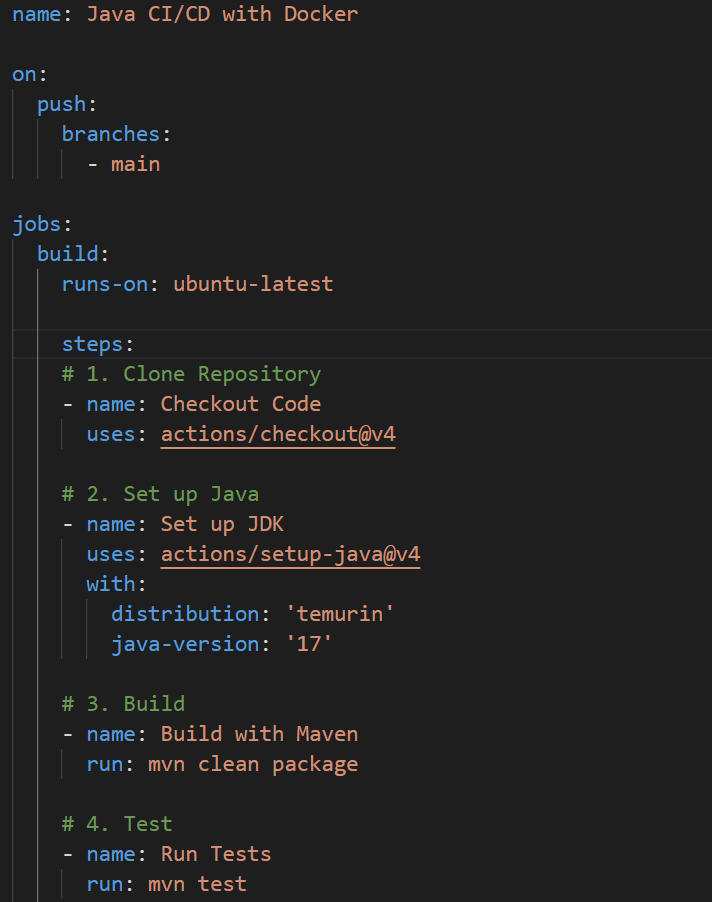 name: Java CI/CD with Docker
on:
push:
branches:
- main
jobs:
build:
runs-on: ubuntu-latest
steps:
# 1. Clone Repository
- name: Checkout Code
uses: actions/checkout@v4
# 2. Set up Java
- name: Set up JDK
uses: actions/setup-java@v4
with:
distribution: 'temurin'
java-version: '17'
# 3. Build
- name: Build with Maven
run: mvn clean package
# 4. Test
- name: Run Tests
run: mvn test